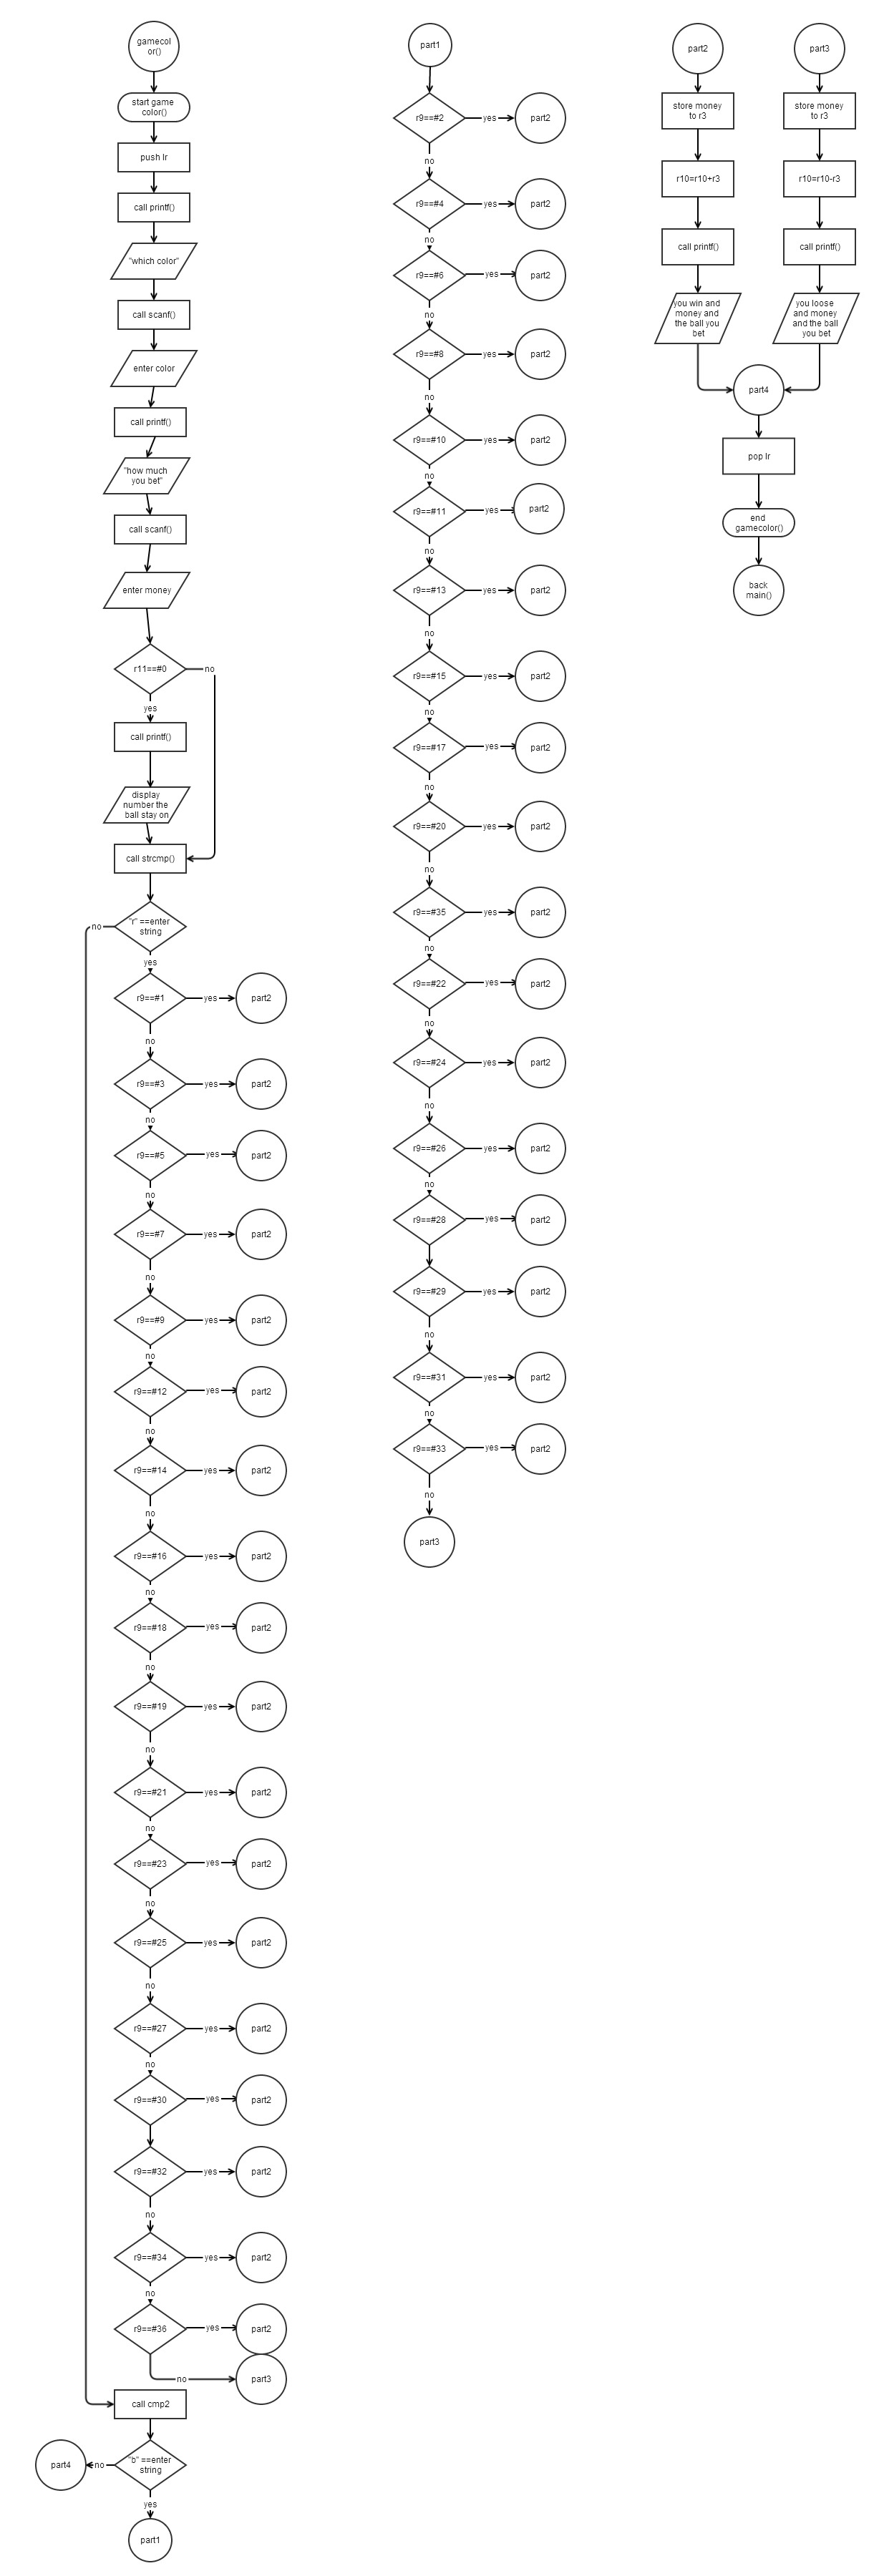 gamecol
or()
start game
color()
push lr
call printf()
"which color"
call scanf()
enter color
call printf()
"how much
you bet"
call scanf()
enter money
r11==#0
no
yes
call printf()
display
number the
ball stay on
call strcmp()
"r" ==enter
string
no
yes
r9==#1
yes
part2
no
r9==#3
yes
part2
no
r9==#5
yes
part2
no
r9==#7
yes
part2
no
r9==#9
yes
part2
no
r9==#12
yes
part2
no
r9==#14
yes
part2
no
r9==#16
yes
part2
no
r9==#18
yes
part2
no
r9==#19
yes
part2
no
r9==#21
yes
part2
no
r9==#23
yes
part2
no
r9==#25
yes
part2
no
r9==#27
yes
part2
no
r9==#30
yes
part2
r9==#32
yes
part2
no
r9==#34
yes
part2
no
r9==#36
yes
part2
no
part3
call cmp2
"b" ==enter
string
no
part4
yes
part1
part1
r9==#2
yes
part2
no
r9==#4
yes
part2
no
r9==#6
yes
part2
no
r9==#8
yes
part2
no
r9==#10
yes
part2
no
r9==#11
yes
part2
no
r9==#13
yes
part2
no
r9==#15
yes
part2
no
r9==#17
yes
part2
no
r9==#20
yes
part2
no
r9==#35
yes
part2
no
r9==#22
yes
part2
no
r9==#24
yes
part2
no
r9==#26
yes
part2
no
r9==#28
yes
part2
r9==#29
yes
part2
no
r9==#31
yes
part2
no
r9==#33
yes
part2
no
part3
part2
store money
to r3
r10=r10+r3
call printf()
you win and
money and
the ball you
bet
part3
store money
to r3
r10=r10-r3
call printf()
you loose
and money
and the ball
you bet
part4
pop lr
end
gamecolor()
back
main()